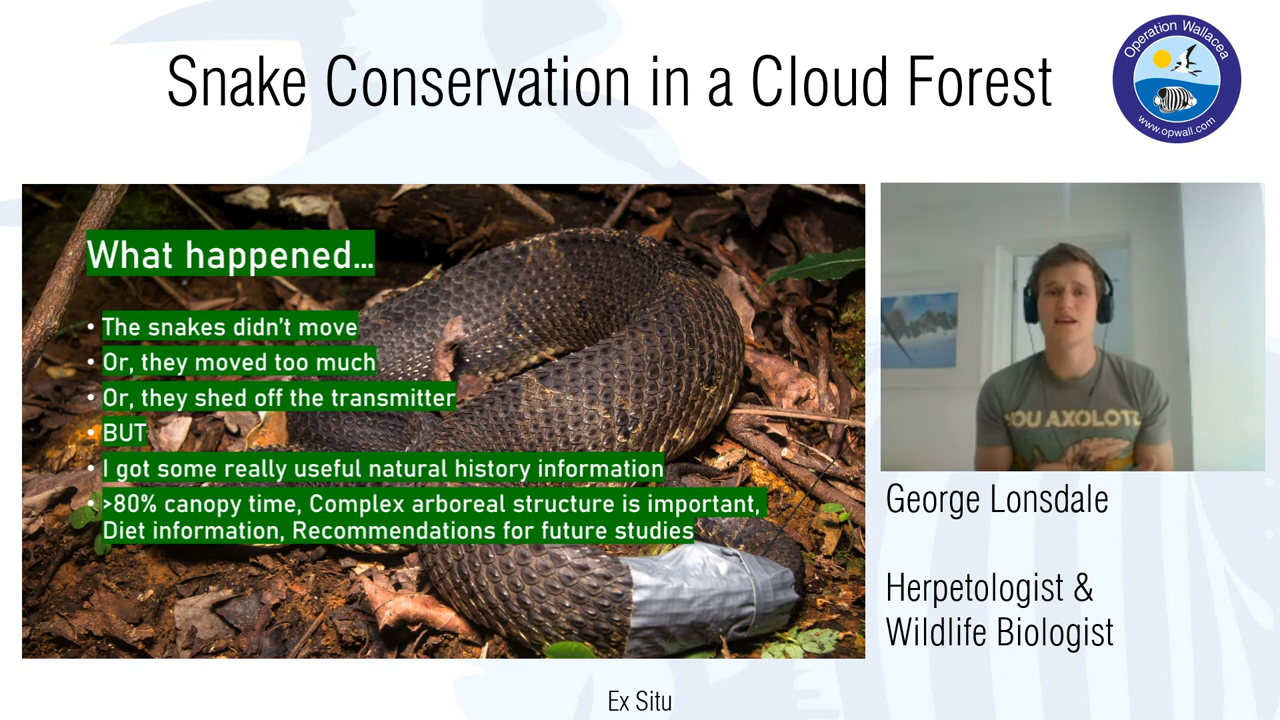 Snake Conservation in a Cloud Forest
Operation Wallacea
www.opwall.com
What happened...
• The snakes didn't move
• Or, they moved too much
• Or, they shed off the transmitter
• BUT
• I got some really useful natural history information
• >80% canopy time, Complex arboreal structure is important,
Diet information, Recommendations for future studies
YOU AXOLOTL
George Lonsdale
Herpetologist &
Wildlife Biologist
Ex Situ